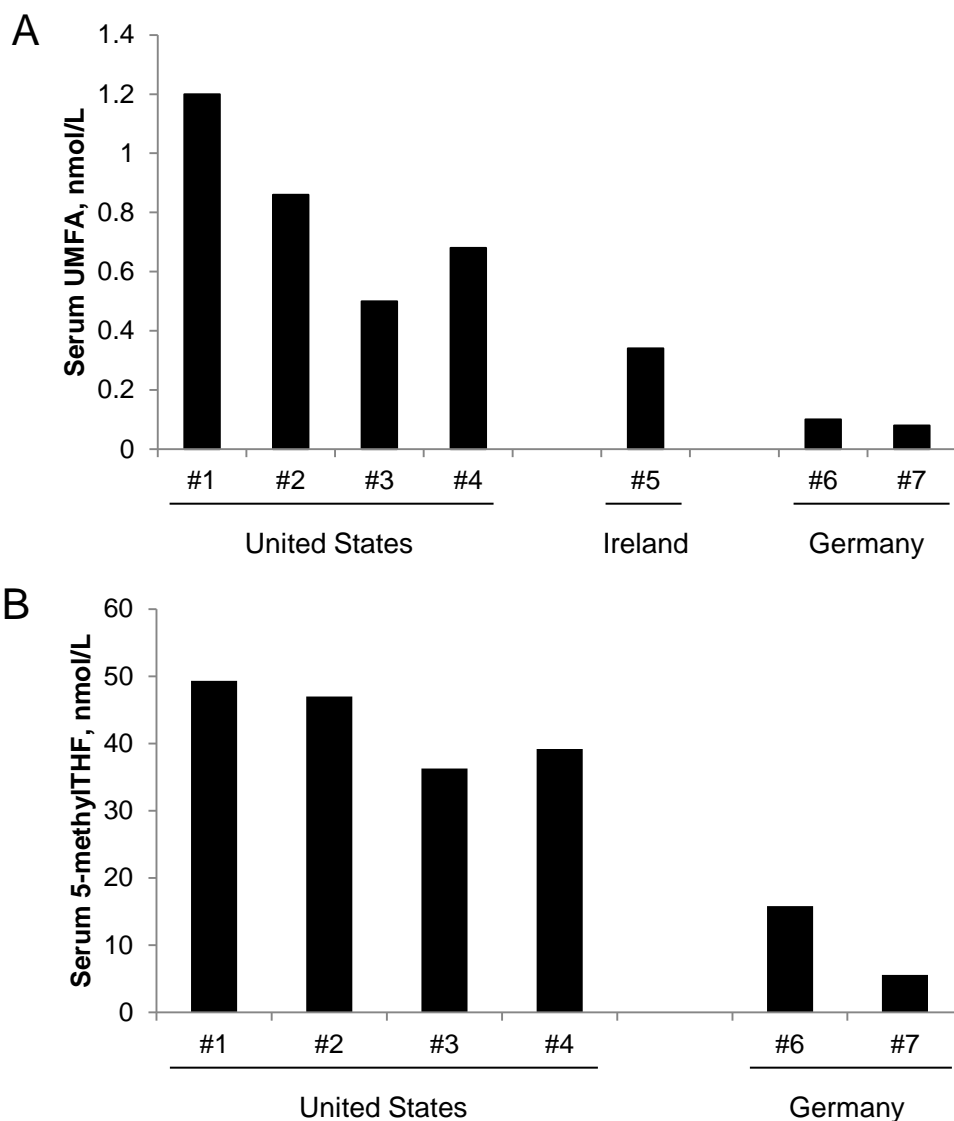 A
Serum UMFA, nmol/L
1.4
1.2
1
0.8
0.6
0.4
0.2
0
#1 #2 #3 #4 #5 #6 #7
United States Ireland Germany
B
Serum 5-methylTHF, nmol/L
60
50
40
30
20
10
0
#1 #2 #3 #4 #6 #7
United States Germany